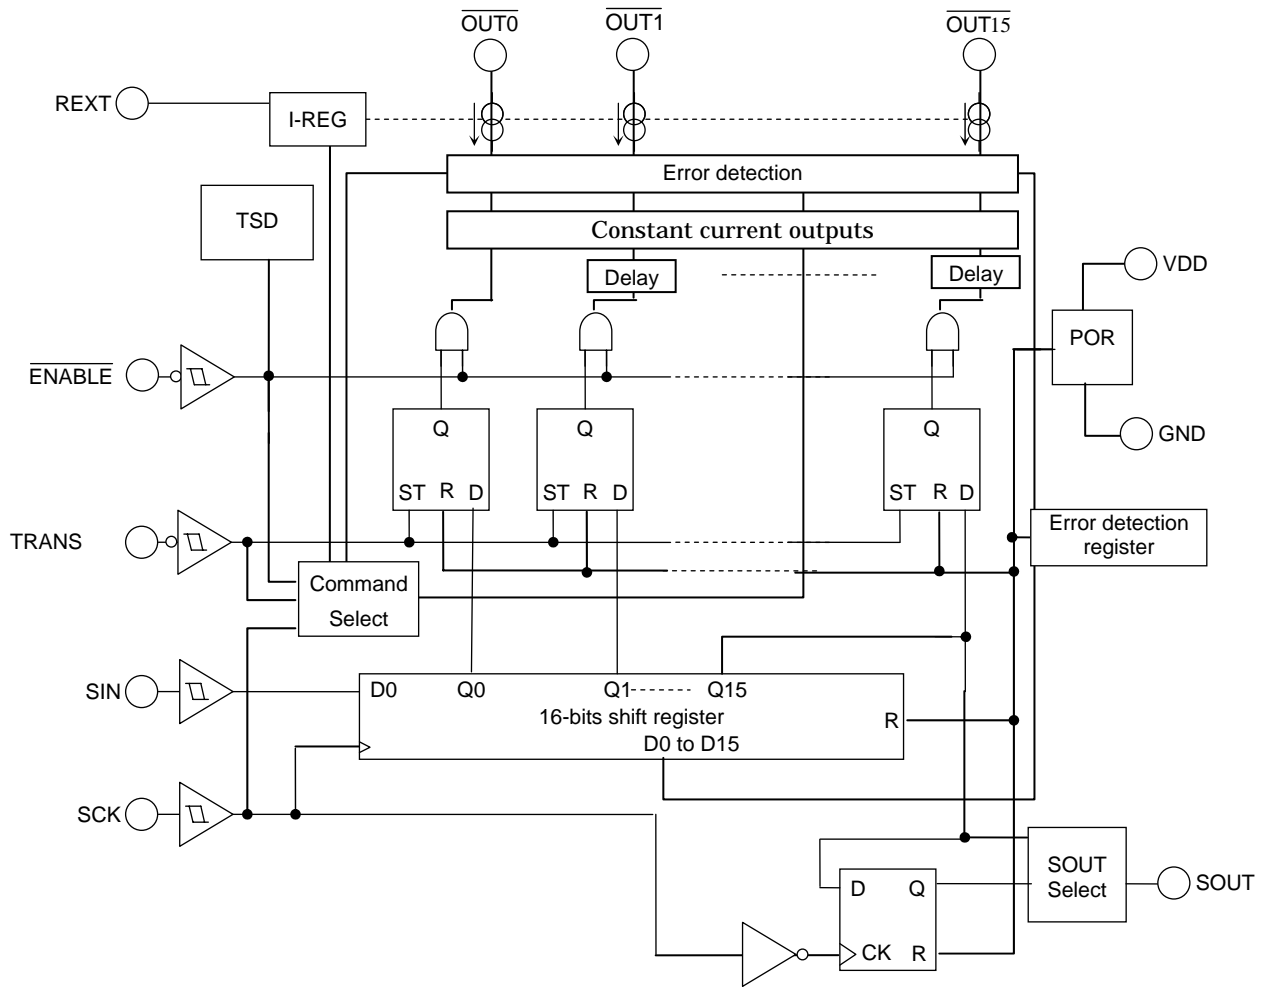 OUT0
OUT1
OUT15
REXT
I-REG
Error detection
TSD
Constant current outputs
Delay
Delay
VDD
POR
ENABLE
GND
Q
Q
Q
ST R D
ST R D
ST R D
TRANS
Error detection
register
Command
Select
SIN
D0 Q0 Q1 Q15
16-bits shift register
R
D0 to D15
SCK
SOUT
Select
SOUT
D Q
CK R